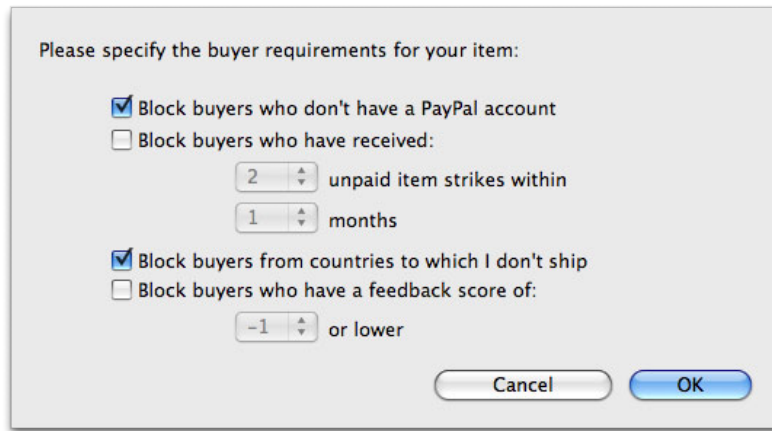 Please specify the buyer requirements for your item:
Block buyers who don't have a PayPal account
Block buyers who have received:
2 unpaid item strikes within
1 months
Block buyers from countries to which I don't ship
Block buyers who have a feedback score of:
-1 or lower
Cancel OK